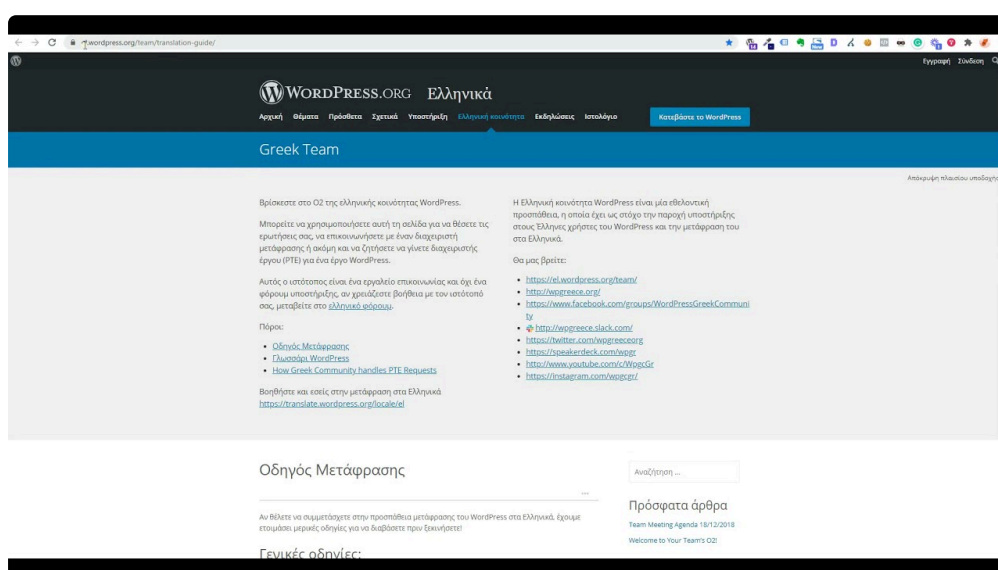 wordpress.org/team/translation-guide/
Εγγραφή Σύνδεση
WORDPRESS.ORG Ελληνικά
Αρχική Θέματα Πρόσθετα Σχετικά Υποστήριξη Ελληνική κοινότητα Εκδηλώσεις Ιστολόγιο Κατεβάστε το WordPress
Greek Team
Απόκρυψη πλαισίου υποδοχής
Βρίσκεστε στο O2 της ελληνικής κοινότητας WordPress.
Μπορείτε να χρησιμοποιήσετε αυτή τη σελίδα για να θέσετε τις
ερωτήσεις σας, να επικοινωνήσετε με έναν διαχειριστή
μετάφρασης ή ακόμη και να ζητήσετε να γίνετε διαχειριστής
έργου (PTE) για ένα έργο WordPress.
Αυτός ο ιστότοπος είναι ένα εργαλείο επικοινωνίας και όχι ένα
φόρουμ υποστήριξης, αν χρειάζεστε βοήθεια με τον ιστότοπό
σας, μεταβείτε στο ελληνικό φόρουμ.
Πόροι:
Οδηγός Μετάφρασης
Γλωσσάρι WordPress
How Greek Community handles PTE Requests
Βοηθήστε και εσείς στην μετάφραση στα Ελληνικά
https://translate.wordpress.org/locale/el
Η Ελληνική κοινότητα WordPress είναι μία εθελοντική
προσπάθεια, η οποία έχει ως στόχο την παροχή υποστήριξης
στους Έλληνες χρήστες του WordPress και την μετάφραση του
στα Ελληνικά.
Θα μας βρείτε:
https://el.wordpress.org/team/
http://wpgreece.org/
https://www.facebook.com/groups/WordPressGreekCommuni
ty
http://wpgreece.slack.com/
https://twitter.com/wpgreeceorg
https://speakerdeck.com/wpgr
http://www.youtube.com/c/WpgcGr
https://instagram.com/wpgcgr/
Οδηγός Μετάφρασης
...
Αν θέλετε να συμμετάσχετε στην προσπάθεια μετάφρασης του WordPress στα Ελληνικά, έχουμε
ετοιμάσει μερικές οδηγίες για να διαβάσετε πριν ξεκινήσετε!
Γενικές οδηγίες:
Αναζήτηση ...
Πρόσφατα άρθρα
Team Meeting Agenda 18/12/2018
Welcome to Your Team's O2!